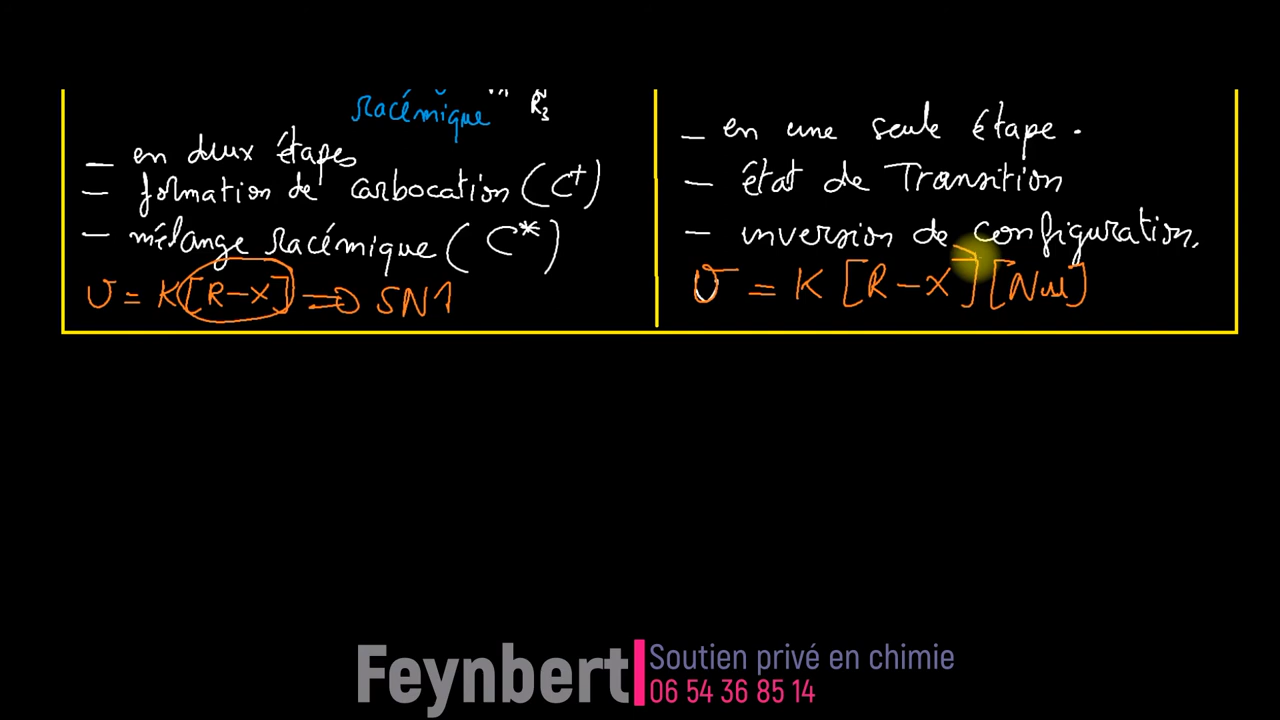 racémique R3
– en deux étapes
– formation de carbocation (C+)
– mélange racémique (C*)
v = K[R–X] ⇒ SN1
– en une seule étape.
– état de Transition
– inversion de configuration.
v = K [R–X][Nu]
Feynbert
Soutien privé en chimie
06 54 36 85 14